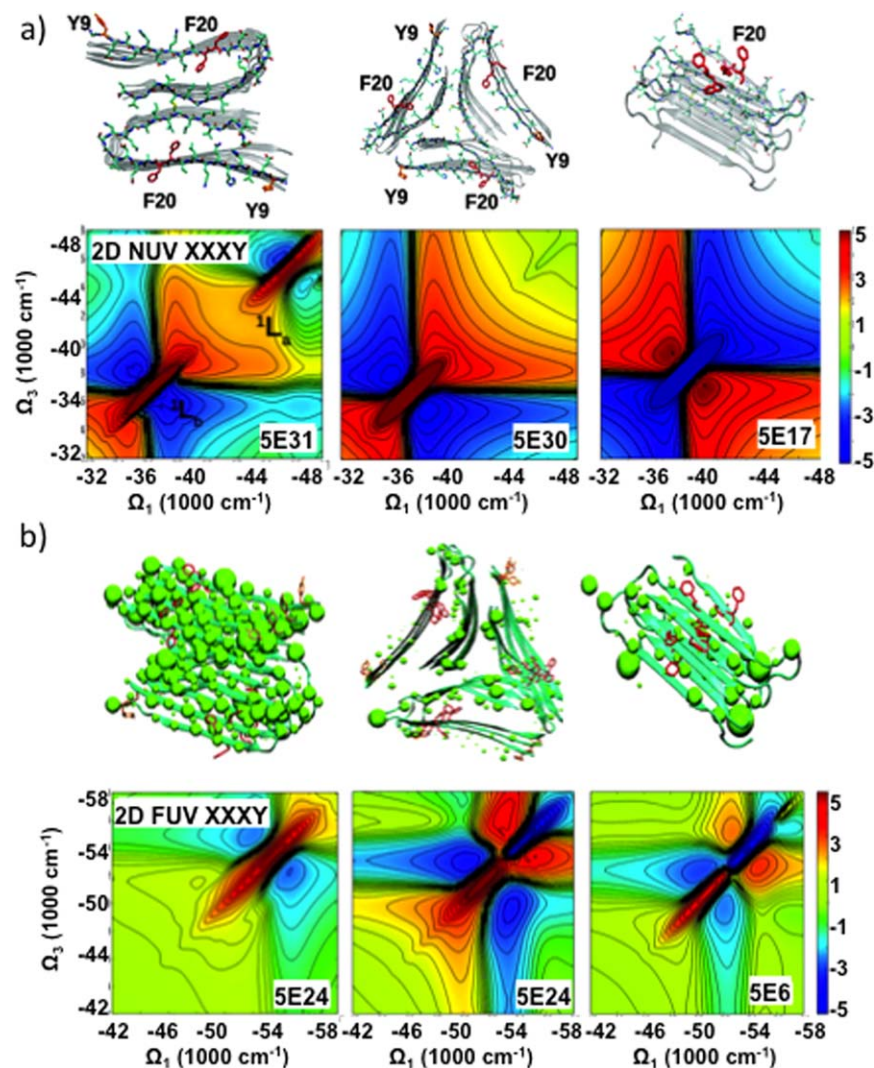 a)
Y9 F20 Y9 F20
F20 F20
Y9
F20 Y9 Y9 F20
2D NUV XXXY
-48
-44
-40
-34
-32
Ω3 (1000 cm-1)
1La
1Lb
5E31 5E30 5E17
5
3
1
-1
-3
-5
-32 -36 -40 -44 -48 -32 -36 -40 -44 -48 -32 -36 -40 -44 -48
Ω1 (1000 cm-1) Ω1 (1000 cm-1) Ω1 (1000 cm-1)
b)
2D FUV XXXY
-58
-54
-50
-44
-42
Ω3 (1000 cm-1)
5E24 5E24 5E6
5
3
1
-1
-3
-5
-42 -46 -50 -54 -58 -42 -46 -50 -54 -58 -42 -46 -50 -54 -58
Ω1 (1000 cm-1) Ω1 (1000 cm-1) Ω1 (1000 cm-1)